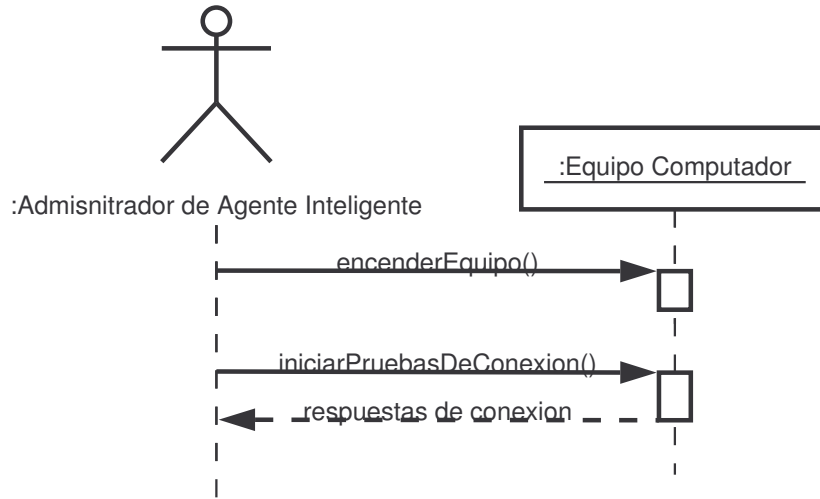 :Equipo Computador
:Admisnitrador de Agente Inteligente
encenderEquipo()
iniciarPruebasDeConexion()
respuestas de conexion